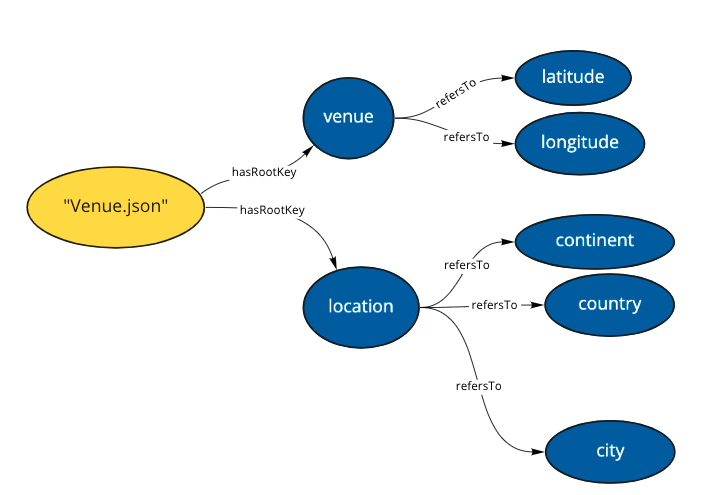 latitude
refersTo
venue
refersTo
longitude
hasRootKey
"Venue.json"
hasRootKey
continent
refersTo
location
refersTo
country
refersTo
city